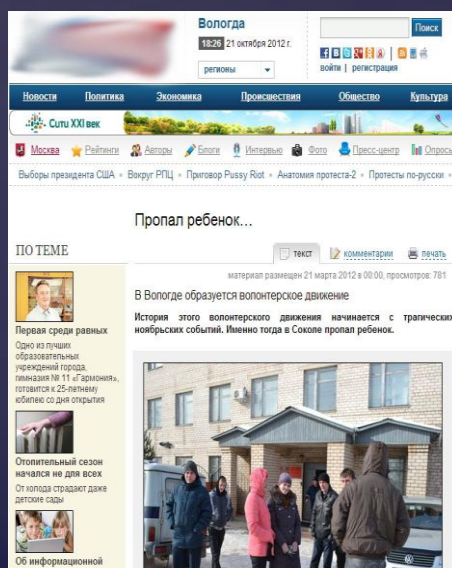 Вологда
Поиск
18:26 21 октября 2012 г.
регионы
войти | регистрация
Новости Политика Экономика Происшествия Общество Культура
Сити XXI век
Москва Рейтинги Авторы Блоги Интервью Фото Пресс-центр Опросы
Выборы президента США Вокруг РПЦ Приговор Pussy Riot Анатомия протеста-2 Протесты по-русски
Пропал ребенок...
ПО ТЕМЕ
текст комментарии печать
материал размещен 21 марта 2012 в 00:00, просмотров: 781
В Вологде образуется волонтерское движение
История этого волонтерского движения начинается с трагических
ноябрьских событий. Именно тогда в Соколе пропал ребенок.
Первая среди равных
Одно из лучших
образовательных
учреждений города,
гимназия № 11 «Гармония»,
готовится к 25-летнему
юбилею со дня открытия
Отопительный сезон
начался не для всех
От холода страдают даже
детские сады
Об информационной